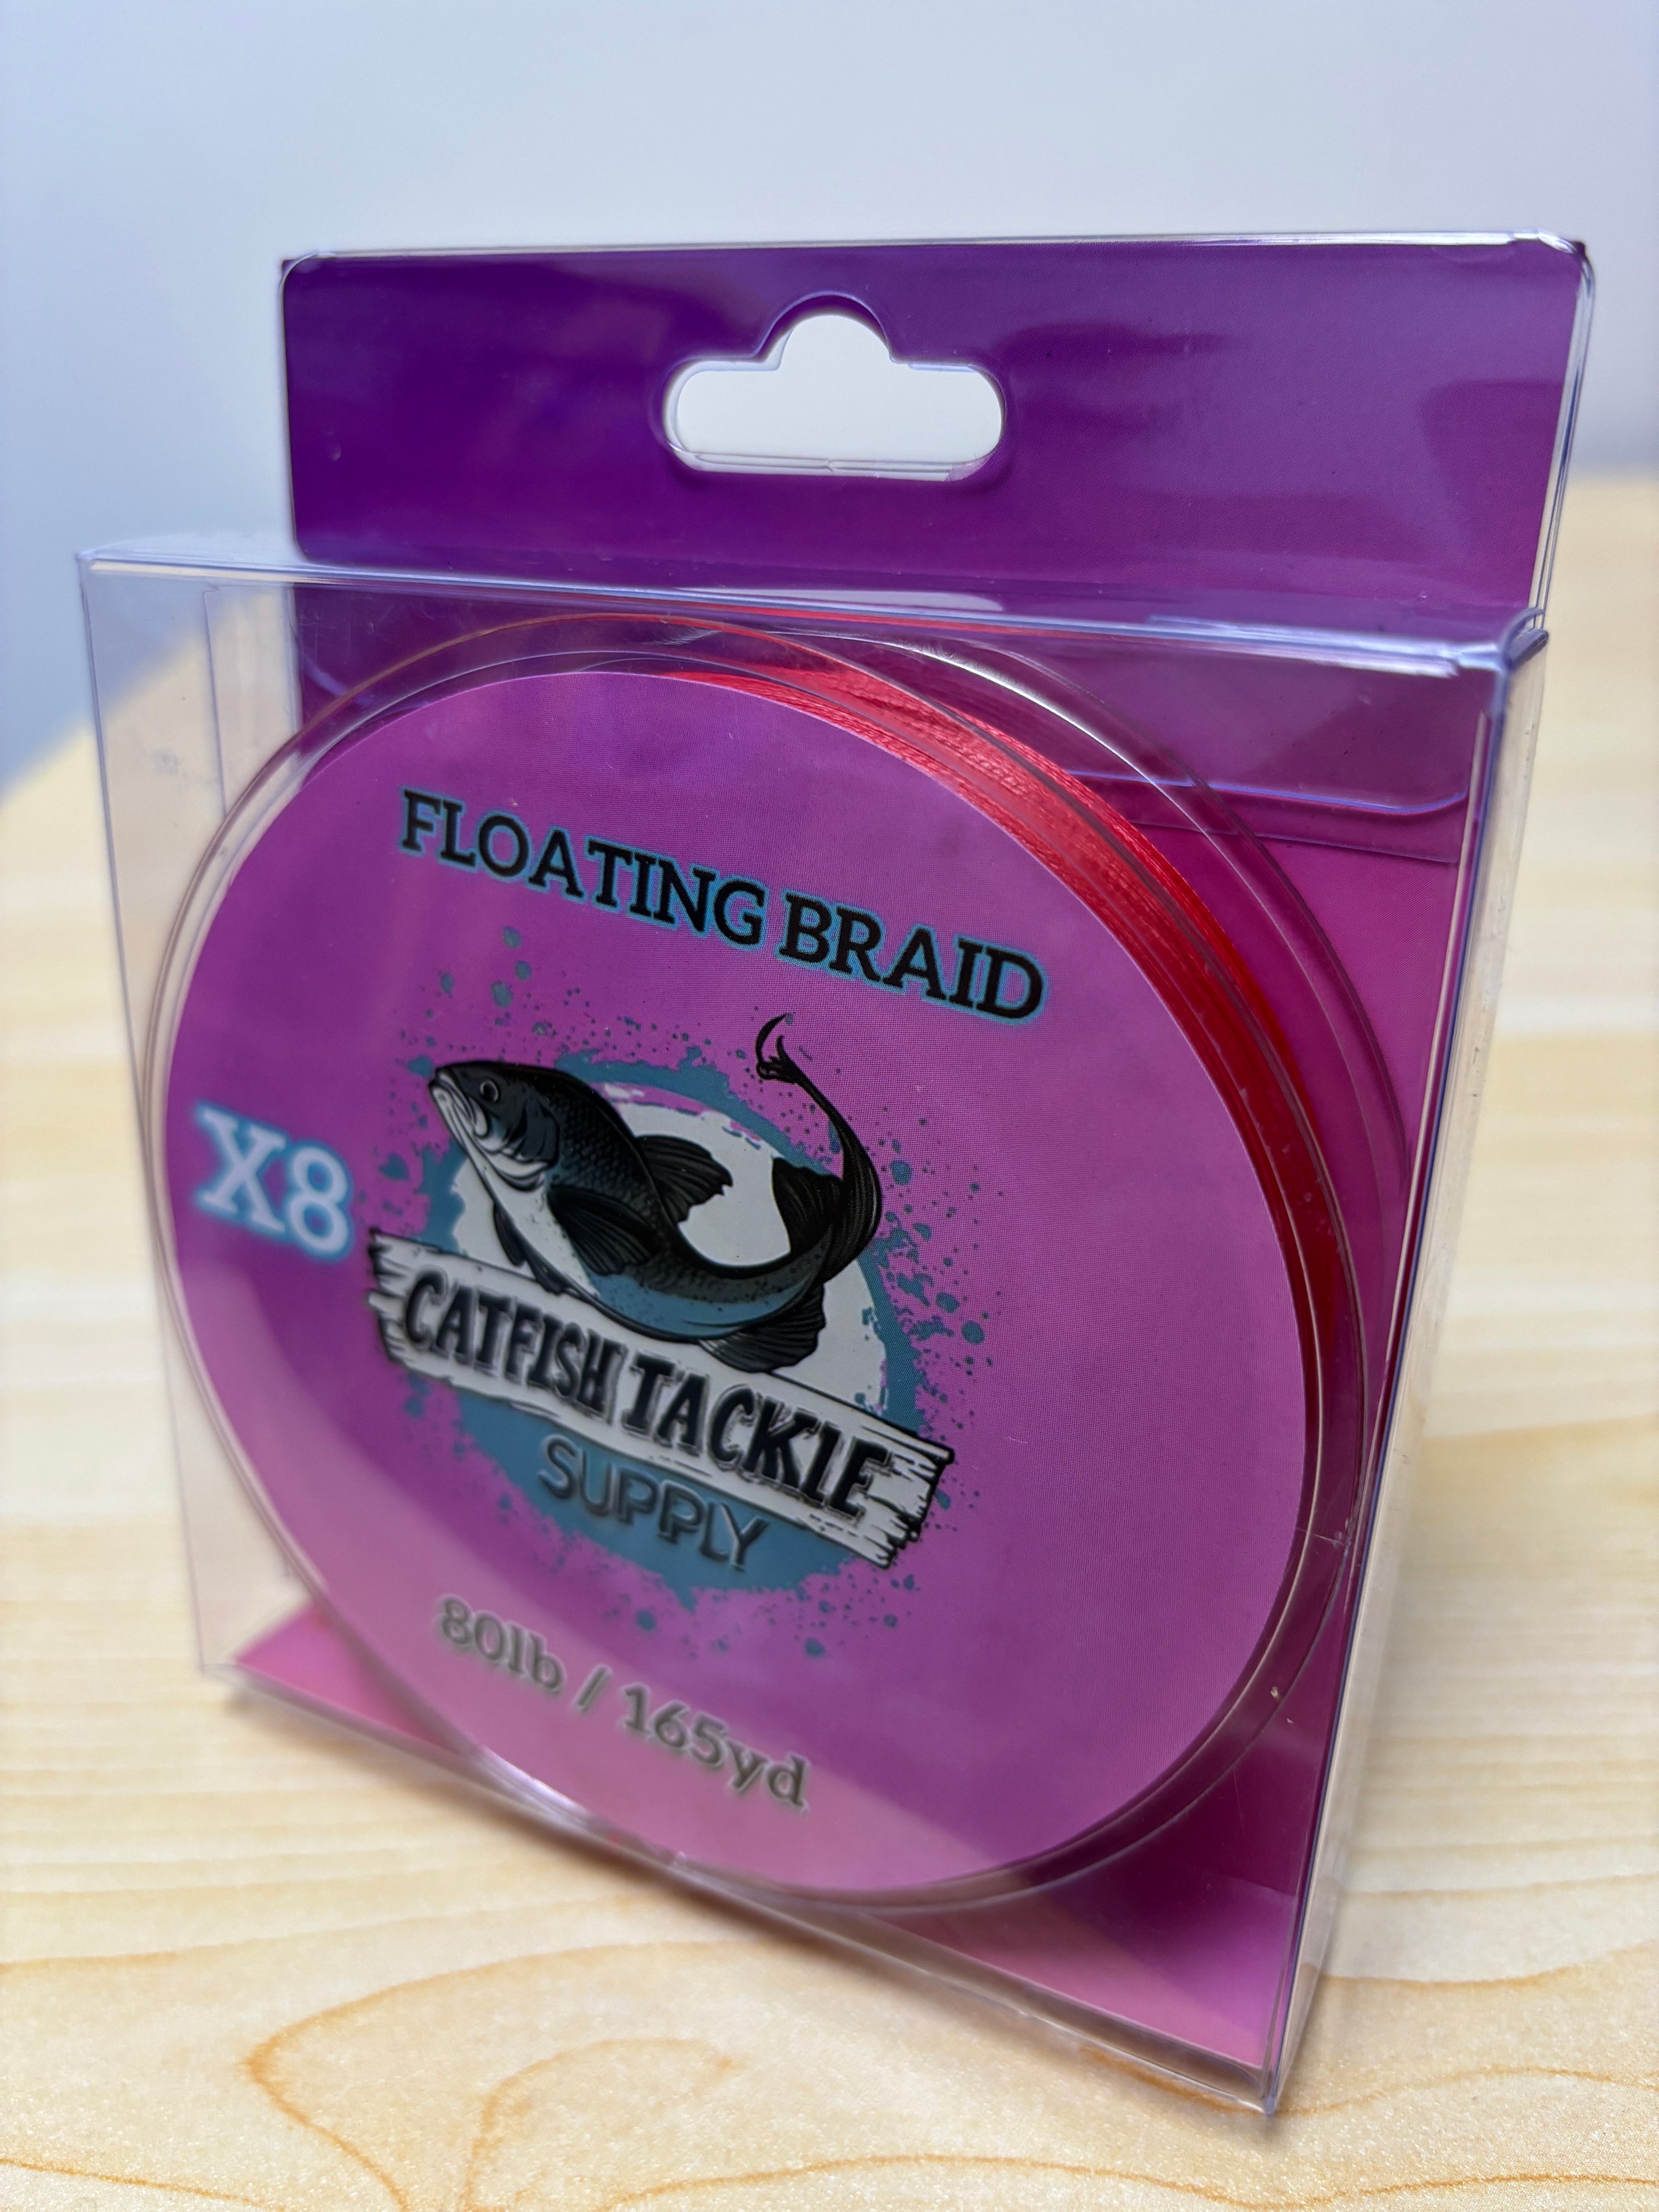 FLOATING BRAID
X8
CATFISH TACKLE
SUPPLY
80lb / 165yd